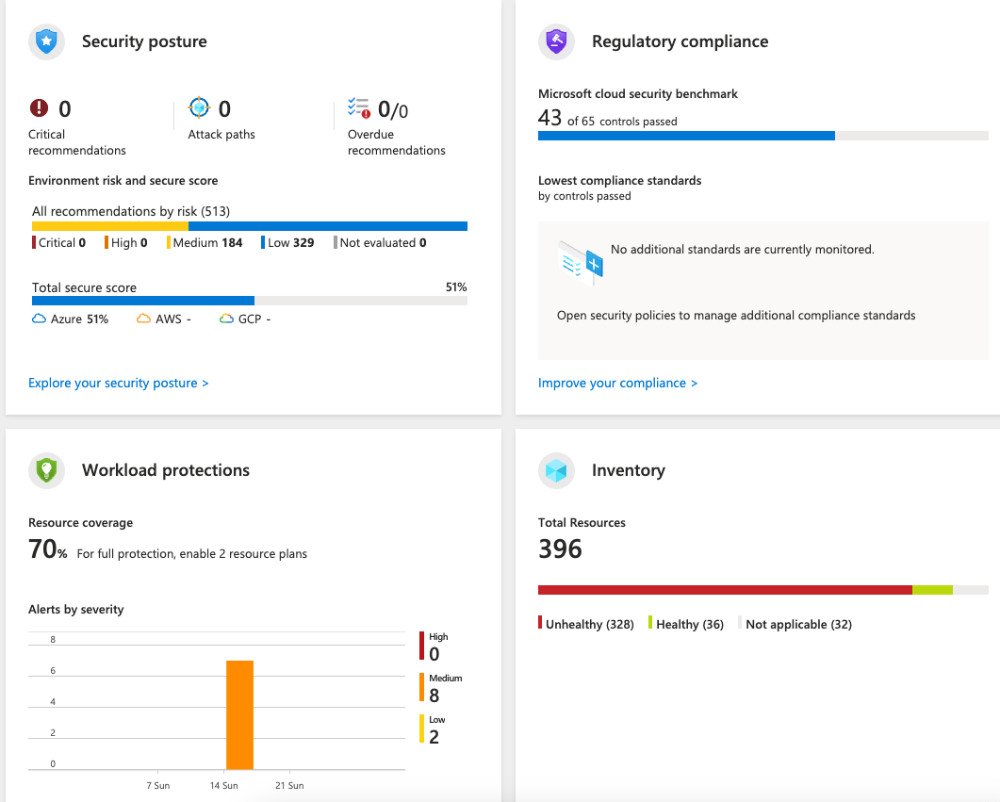 Security posture
0
Critical
recommendations
0
Attack paths
0/0
Overdue
recommendations
Environment risk and secure score
All recommendations by risk (513)
Critical 0 High 0 Medium 184 Low 329 Not evaluated 0
Total secure score 51%
Azure 51% AWS - GCP -
Explore your security posture >
Regulatory compliance
Microsoft cloud security benchmark
43 of 65 controls passed
Lowest compliance standards
by controls passed
No additional standards are currently monitored.
Open security policies to manage additional compliance standards
Improve your compliance >
Workload protections
Resource coverage
70% For full protection, enable 2 resource plans
Alerts by severity
8
6
4
2
0
7 Sun 14 Sun 21 Sun
High
0
Medium
8
Low
2
Inventory
Total Resources
396
Unhealthy (328) Healthy (36) Not applicable (32)